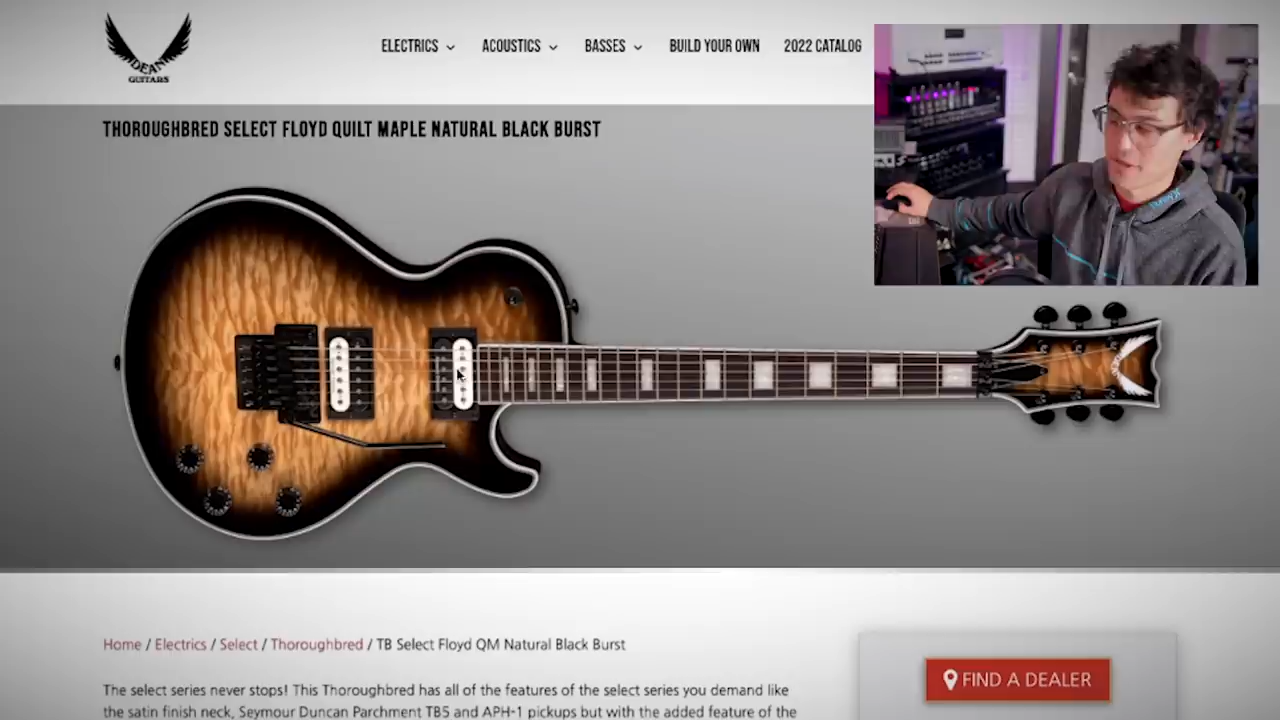 DEAN
GUITARS
ELECTRICS ACOUSTICS BASSES BUILD YOUR OWN 2022 CATALOG
THOROUGHBRED SELECT FLOYD QUILT MAPLE NATURAL BLACK BURST
Home / Electrics / Select / Thoroughbred / TB Select Floyd QM Natural Black Burst
The select series never stops! This Thoroughbred has all of the features of the select series you demand like
the satin finish neck, Seymour Duncan Parchment TB5 and APH-1 pickups but with the added feature of the
FIND A DEALER